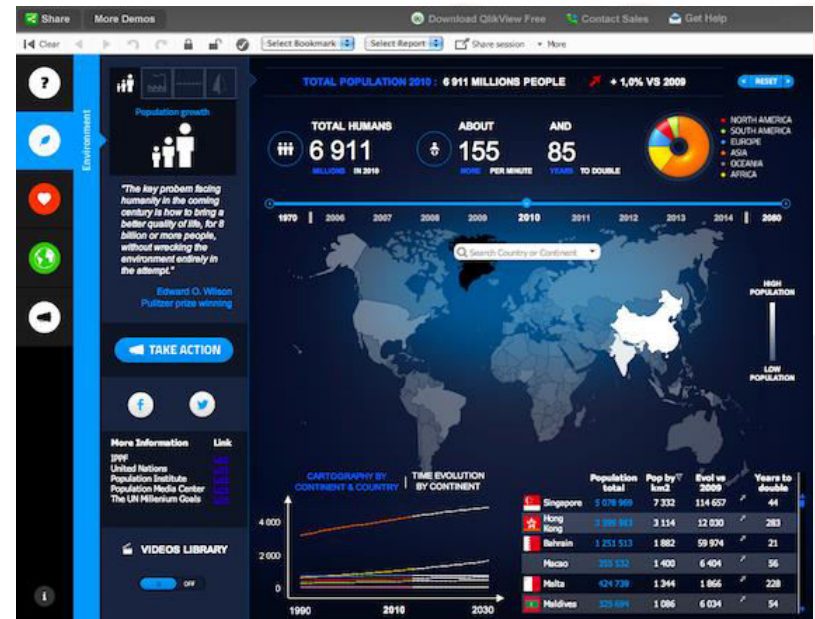 Share
More Demos
Download QlikView Free
Contact Sales
Get Help
Clear
Select Bookmark
Select Report
Share session
More
?
Environment
Population growth
"The key probem facing
humanity in the coming
century is how to bring a
better quality of life, for 8
billion or more people,
without wrecking the
environment entirely in
the attempt."
Edward O. Wilson
Pulitzer prize winning
TAKE ACTION
More Information Link
IPPF
United Nations
Population Institute
Population Media Center
The UN Millenium Goals
VIDEOS LIBRARY
OFF
TOTAL POPULATION 2010 : 6 911 MILLIONS PEOPLE + 1,0% VS 2009
RESET
TOTAL HUMANS
6 911
MILLIONS IN 2010
ABOUT
155
MORE PER MINUTE
AND
85
YEARS TO DOUBLE
NORTH AMERICA
SOUTH AMERICA
EUROPE
ASIA
OCEANIA
AFRICA
1970 2006 2007 2008 2009 2010 2011 2012 2013 2014 2050
Search Country or Continent
HIGH
POPULATION
LOW
POPULATION
CARTOGRAPHY BY
CONTINENT & COUNTRY
TIME EVOLUTION
BY CONTINENT
4 000
2 000
0
1990 2010 2030
Population total Pop by km2 Evol vs 2009 Years to double
Singapore 5 078 969 7 332 114 657 44
Hong Kong 3 114 12 030 283
Bahrain 1 251 513 1 882 59 974 21
Macao 1 400 6 404 56
Malta 424 739 1 344 1 866 228
Maldives 325 694 1 086 6 034 54